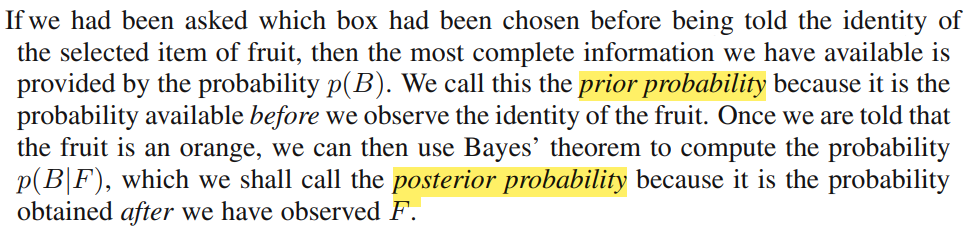 If we had been asked which box had been chosen before being told the identity of
the selected item of fruit, then the most complete information we have available is
provided by the probability p(B). We call this the prior probability because it is the
probability available before we observe the identity of the fruit. Once we are told that
the fruit is an orange, we can then use Bayes’ theorem to compute the probability
p(B|F), which we shall call the posterior probability because it is the probability
obtained after we have observed F.